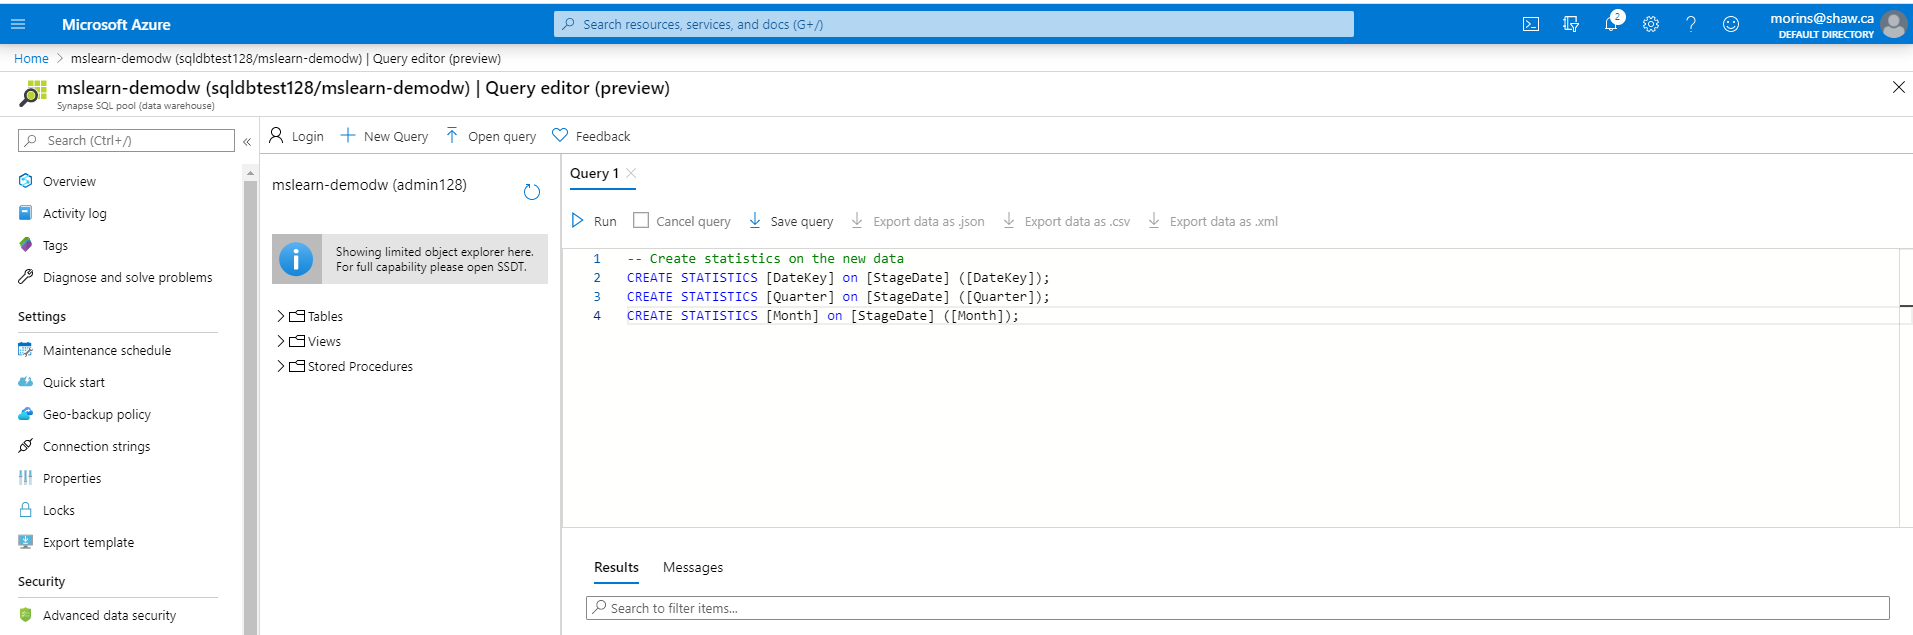 Microsoft Azure
Search resources, services, and docs (G+/)
2
morins@shaw.ca
DEFAULT DIRECTORY
Home > mslearn-demodw (sqldbtest128/mslearn-demodw) | Query editor (preview)
mslearn-demodw (sqldbtest128/mslearn-demodw) | Query editor (preview)
Synapse SQL pool (data warehouse)
Search (Ctrl+/)
«
Overview
Activity log
Tags
Diagnose and solve problems
Settings
Maintenance schedule
Quick start
Geo-backup policy
Connection strings
Properties
Locks
Export template
Security
Advanced data security
Login
New Query
Open query
Feedback
mslearn-demodw (admin128)
Showing limited object explorer here.
For full capability please open SSDT.
Tables
Views
Stored Procedures
Query 1
Run
Cancel query
Save query
Export data as .json
Export data as .csv
Export data as .xml
1 -- Create statistics on the new data
2 CREATE STATISTICS [DateKey] on [StageDate] ([DateKey]);
3 CREATE STATISTICS [Quarter] on [StageDate] ([Quarter]);
4 CREATE STATISTICS [Month] on [StageDate] ([Month]);
Results
Messages
Search to filter items...